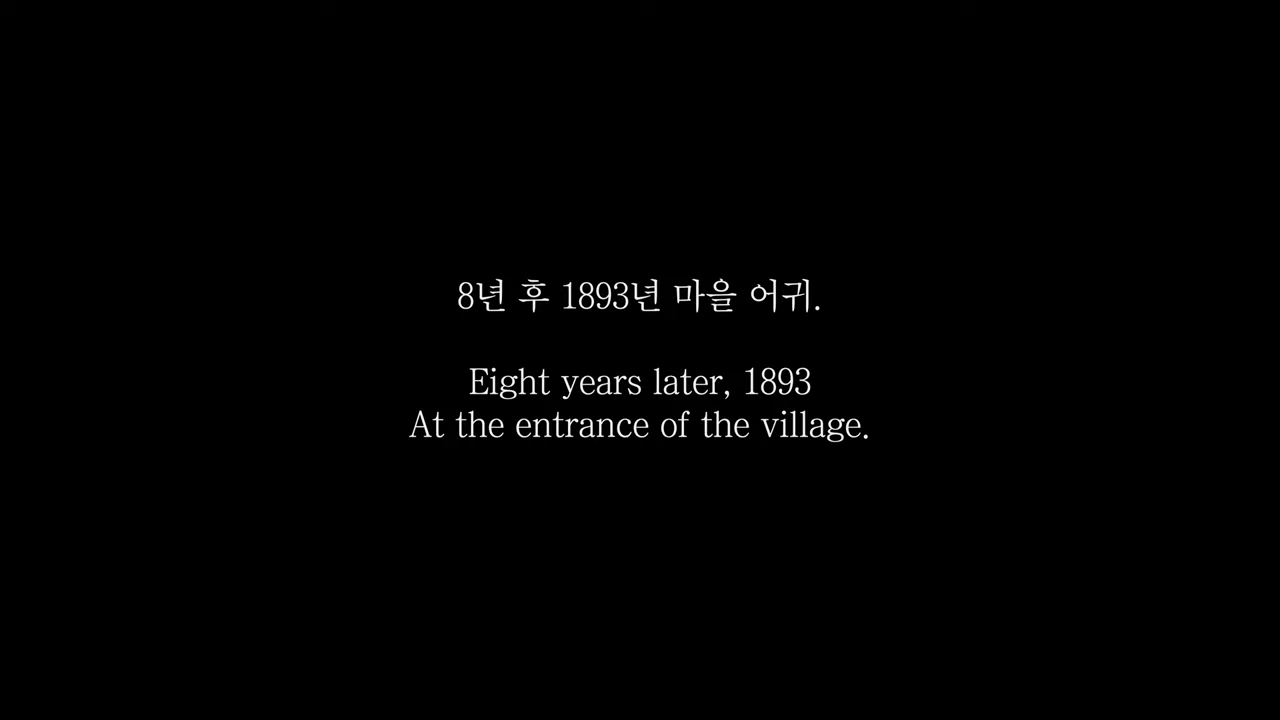 8년 후 1893년 마을 어귀.
Eight years later, 1893
At the entrance of the village.